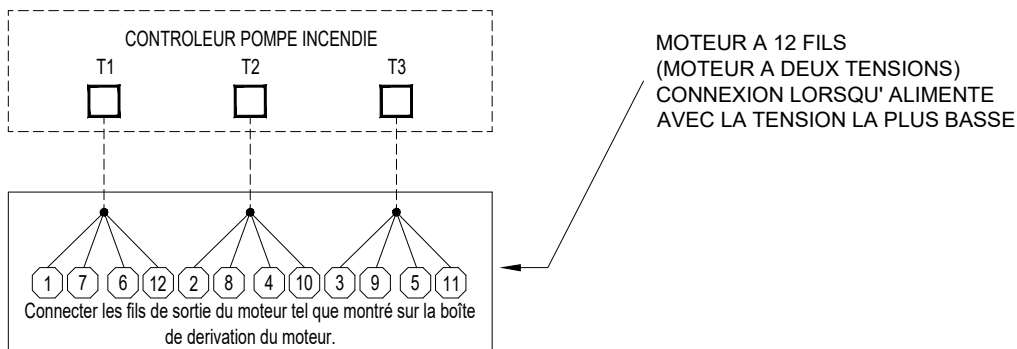 CONTROLEUR POMPE INCENDIE
T1 T2 T3
MOTEUR A 12 FILS
(MOTEUR A DEUX TENSIONS)
CONNEXION LORSQU' ALIMENTE
AVEC LA TENSION LA PLUS BASSE
1 7 6 12 2 8 4 10 3 9 5 11
Connecter les fils de sortie du moteur tel que montré sur la boîte
de derivation du moteur.